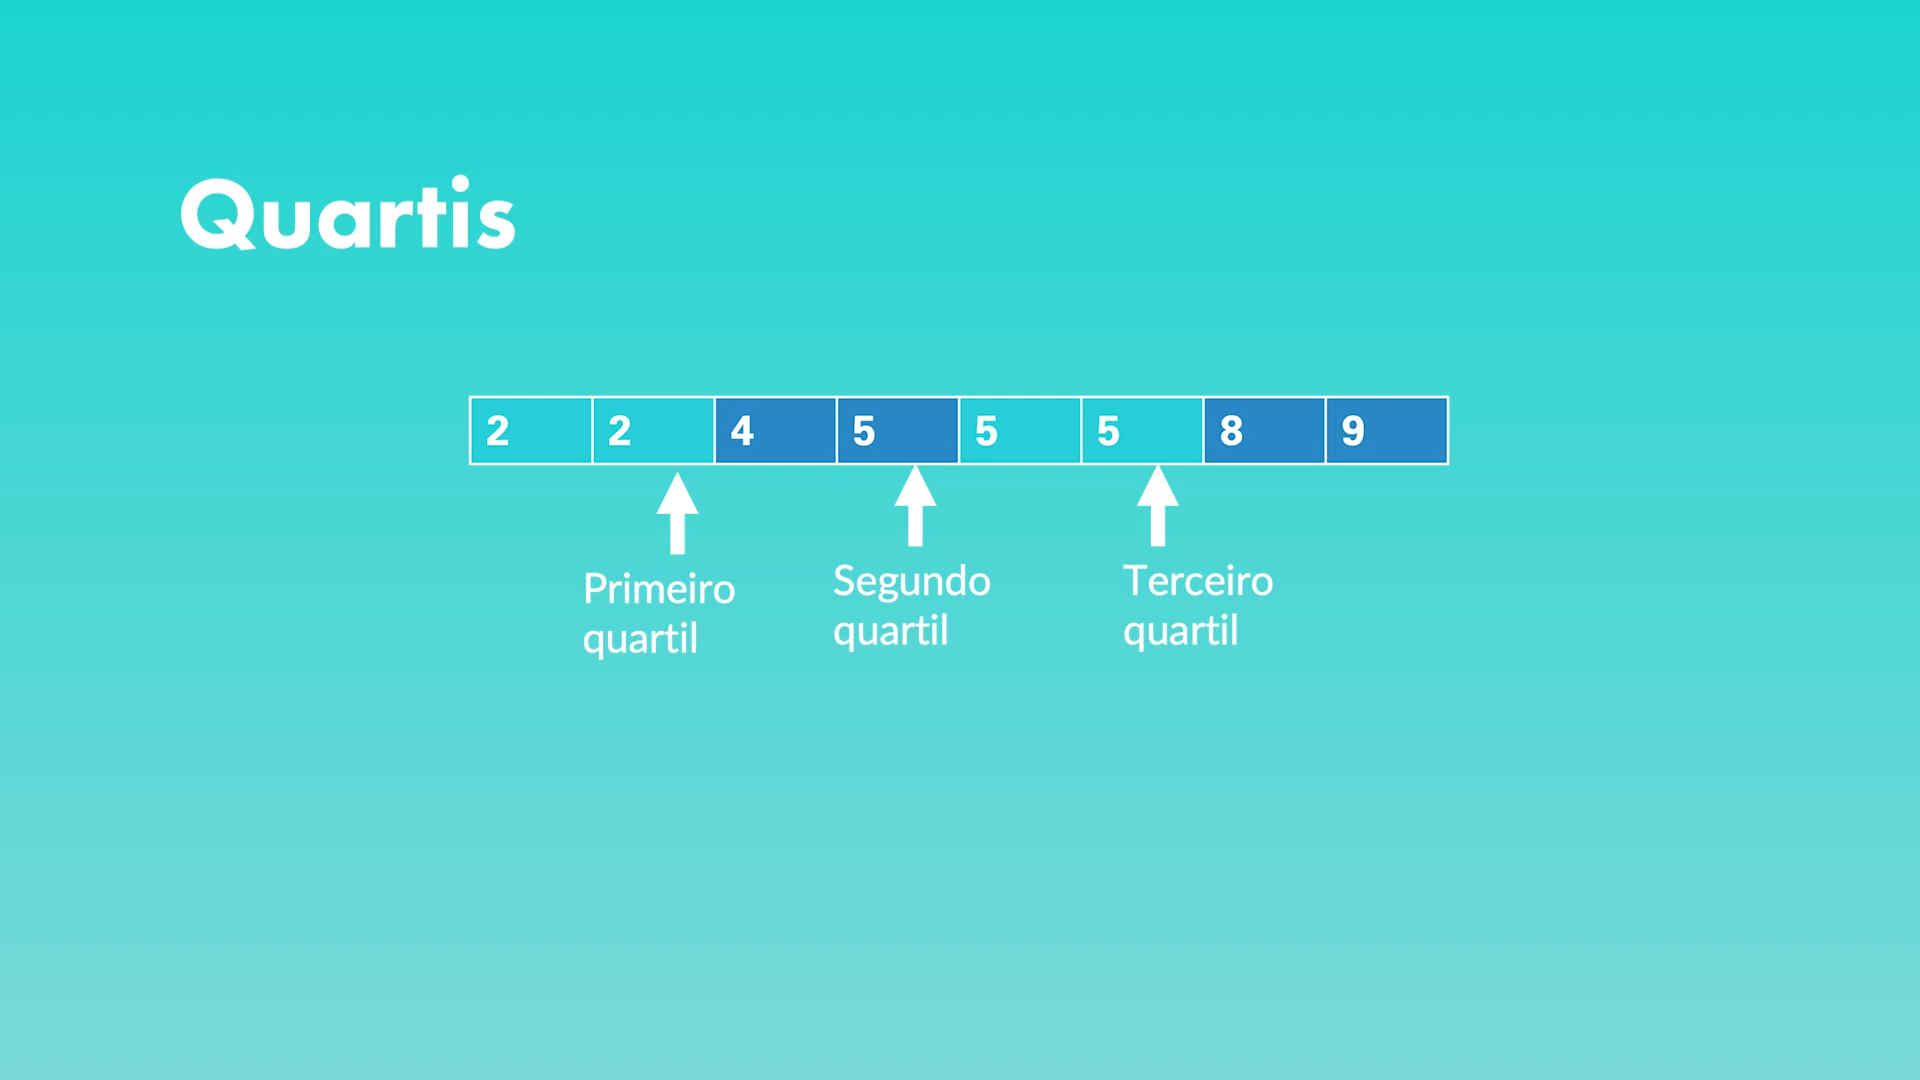 Quartis
2 2 4 5 5 5 8 9
Primeiro
quartil
Segundo
quartil
Terceiro
quartil